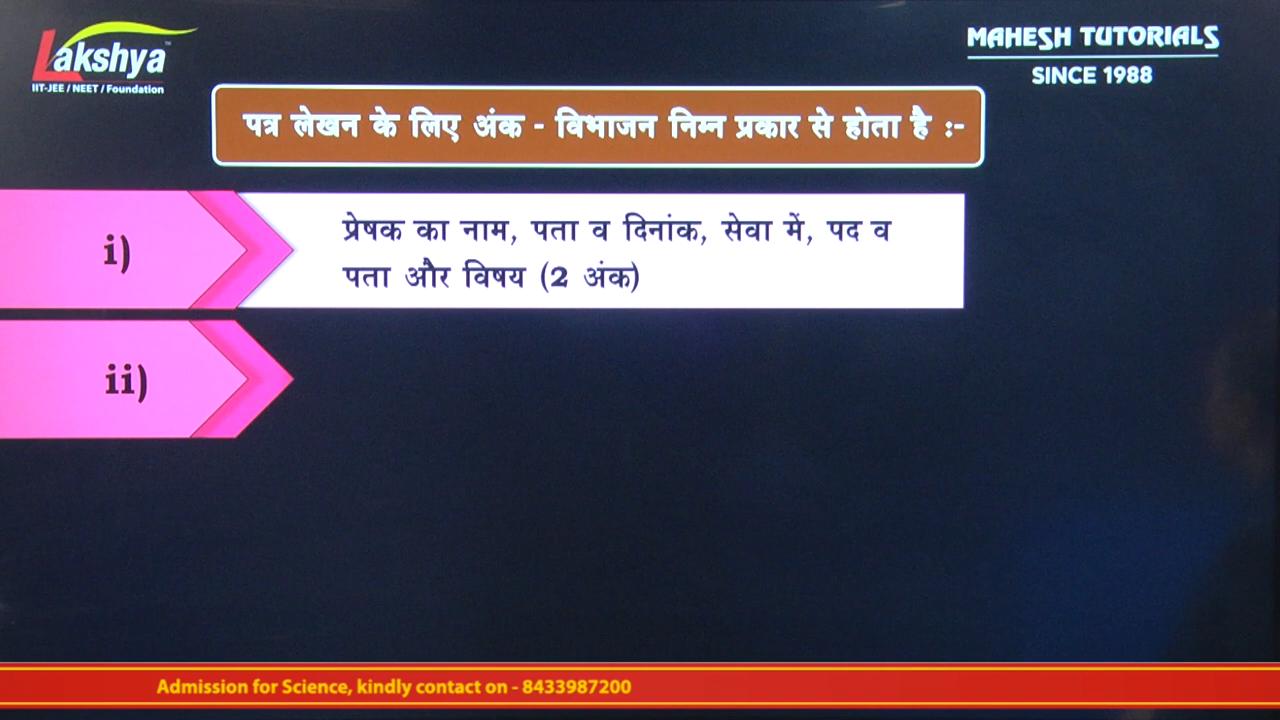 Lakshya™
IIT-JEE / NEET / Foundation
MAHESH TUTORIALS
SINCE 1988
पत्र लेखन के लिए अंक - विभाजन निम्न प्रकार से होता है :-
i)
प्रेषक का नाम, पता व दिनांक, सेवा में, पद व
पता और विषय (2 अंक)
ii)
Admission for Science, kindly contact on - 8433987200